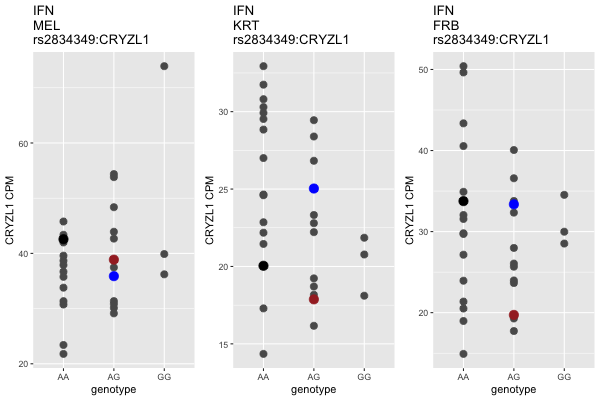 IFN
MEL
rs2834349:CRYZL1
CRYZL1 CPM
60
40
20
AA AG GG
genotype
IFN
KRT
rs2834349:CRYZL1
CRYZL1 CPM
30
25
20
15
AA AG GG
genotype
IFN
FRB
rs2834349:CRYZL1
CRYZL1 CPM
50
40
30
20
AA AG GG
genotype